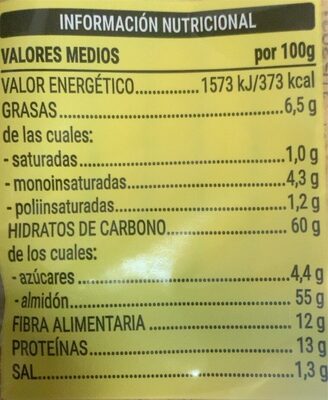 INFORMACIÓN NUTRICIONAL
VALORES MEDIOS por 100g
VALOR ENERGÉTICO..............1573 kJ/373 kcal
GRASAS........................................6,5 g
de las cuales:
- saturadas....................................1,0 g
- monoinsaturadas........................4,3 g
- poliinsaturadas...........................1,2 g
HIDRATOS DE CARBONO...............60 g
de los cuales:
- azúcares ....................................4,4 g
- almidón.......................................55 g
FIBRA ALIMENTARIA .....................12 g
PROTEÍNAS....................................13 g
SAL...............................................1,3 g